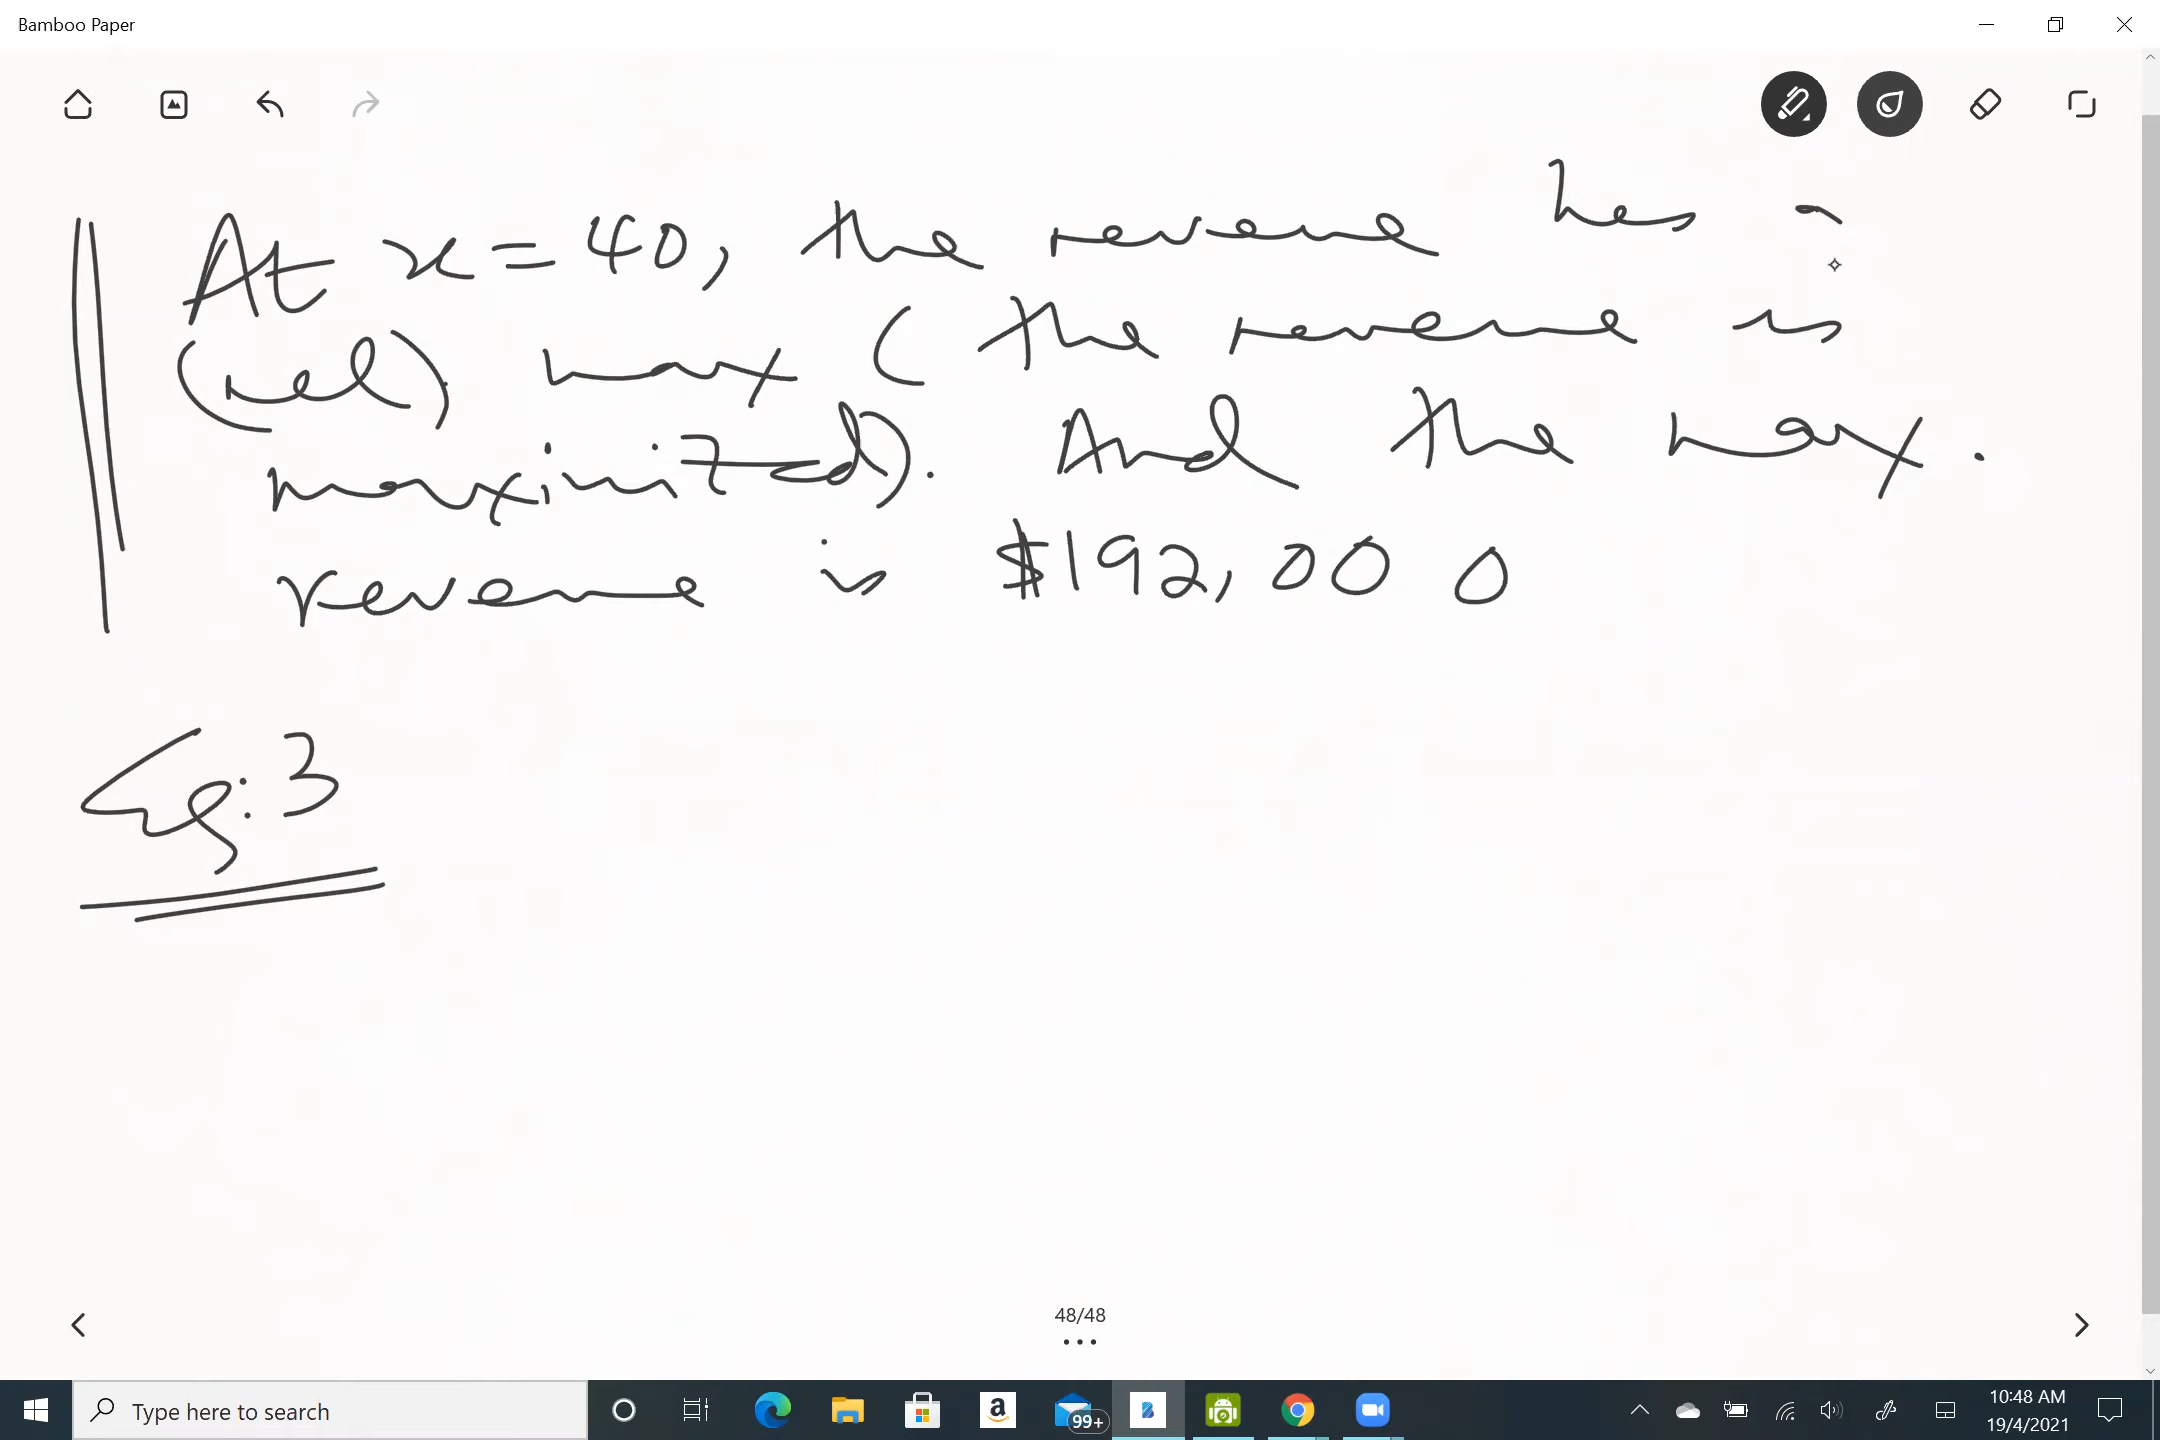 Bamboo Paper
At x = 40, the revenue has a
(rel) max ( the revenue is
maximized). And the max.
revenue is $192,000
Eg: 3
48/48
Type here to search
99+
10:48 AM
19/4/2021